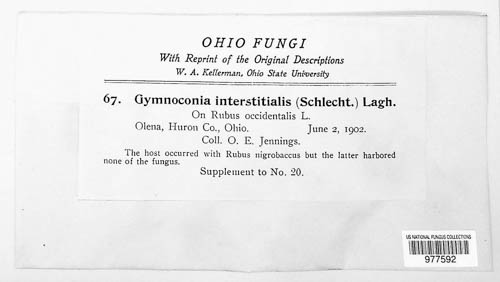 OHIO FUNGI
With Reprint of the Original Descriptions
W. A. Kellerman, Ohio State University
67. Gymnoconia interstitialis (Schlecht.) Lagh.
On Rubus occidentalis L.
Olena, Huron Co., Ohio. June 2, 1902.
Coll. O. E. Jennings.
The host occurred with Rubus nigrobaccus but the latter harbored
none of the fungus.
Supplement to No. 20.
US NATIONAL FUNGUS COLLECTIONS
977592